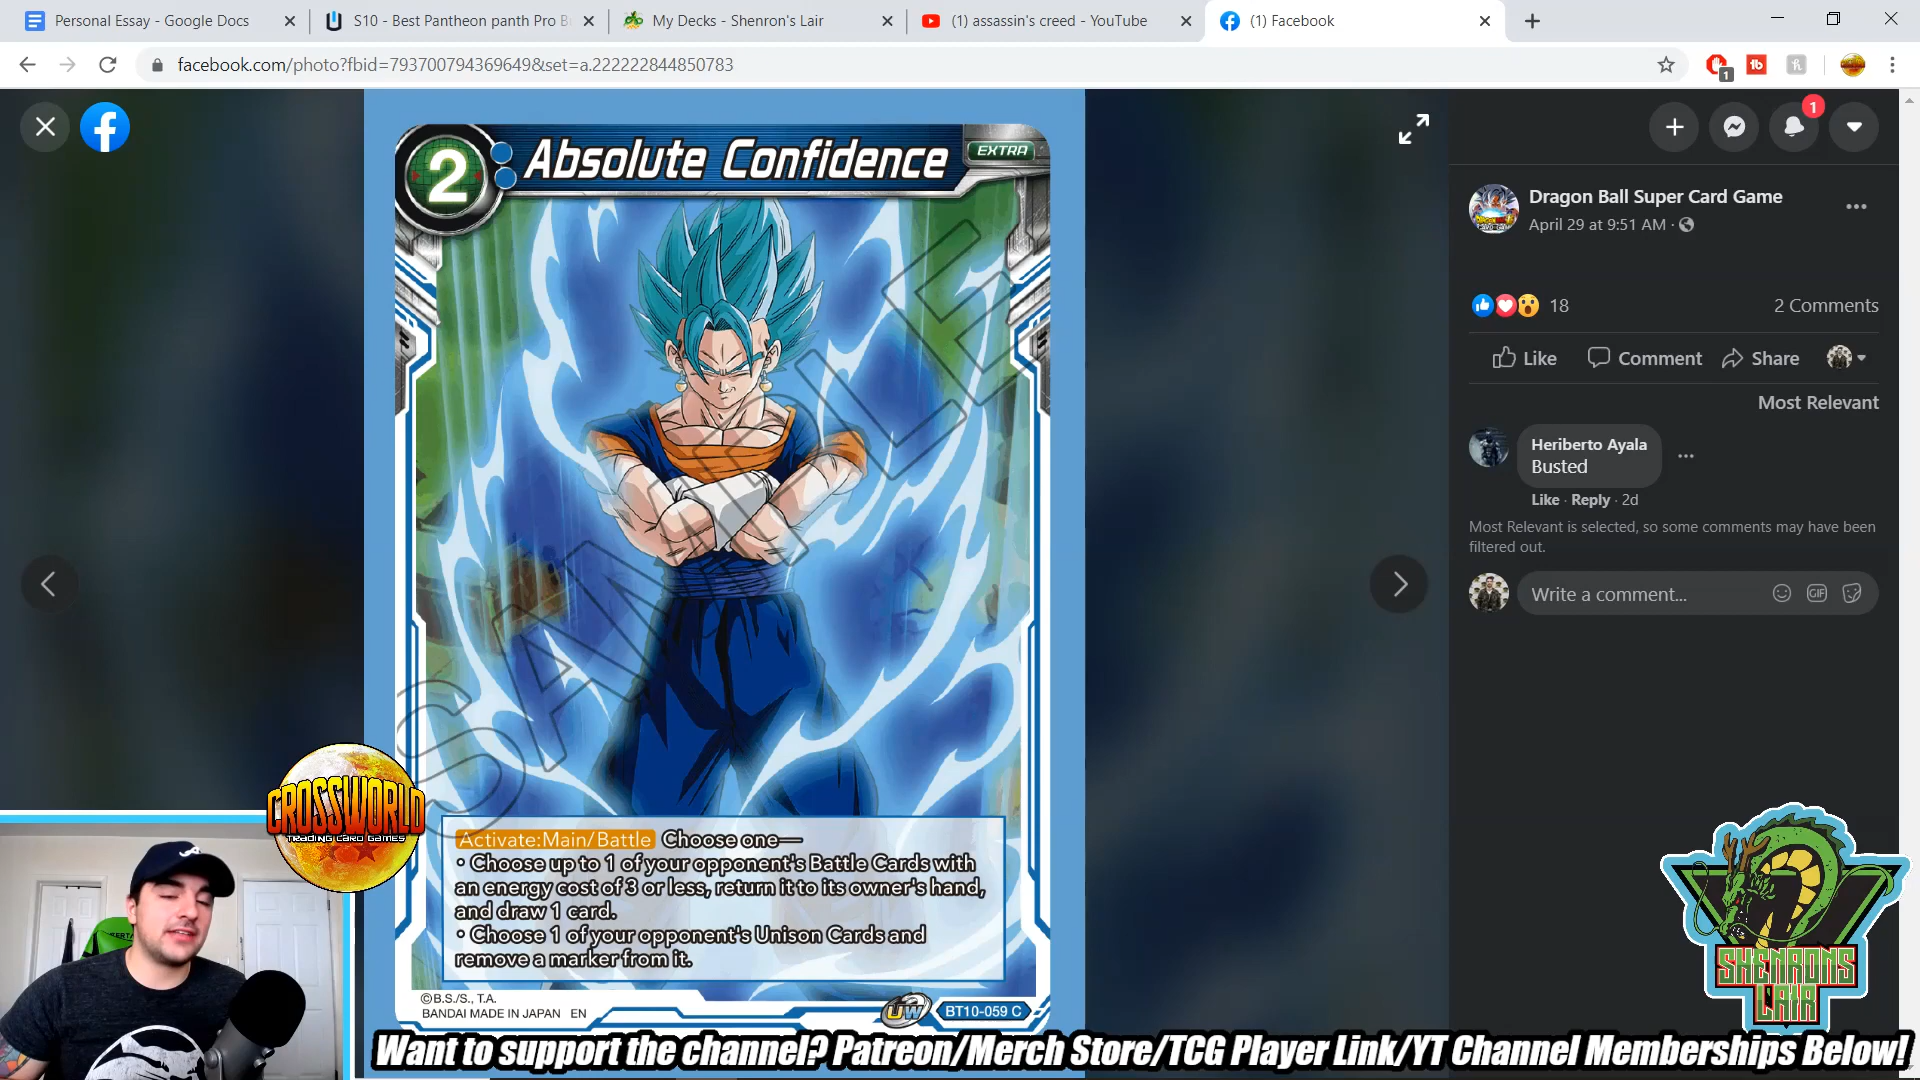 Personal Essay - Google Docs
S10 - Best Pantheon panth Pro B
My Decks - Shenron's Lair
(1) assassin's creed - YouTube
(1) Facebook
facebook.com/photo?fbid=793700794369649&set=a.222222844850783
1
2
Absolute Confidence
EXTRA
SAMPLE
Activate:Main/Battle Choose one—
・Choose up to 1 of your opponent's Battle Cards with
an energy cost of 3 or less, return it to its owner's hand,
and draw 1 card.
・Choose 1 of your opponent's Unison Cards and
remove a marker from it.
©B.S./S., T.A.
BANDAI MADE IN JAPAN EN
UW
BT10-059 C
1
Dragon Ball Super Card Game
April 29 at 9:51 AM ·
18
2 Comments
Like
Comment
Share
Most Relevant
Heriberto Ayala
Busted
Like · Reply · 2d
Most Relevant is selected, so some comments may have been
filtered out.
Write a comment...
GIF
CROSSWORLD
TRADING CARD GAMES
SHENRONS
LAIR
Want to support the channel? Patreon/Merch Store/TCG Player Link/YT Channel Memberships Below!